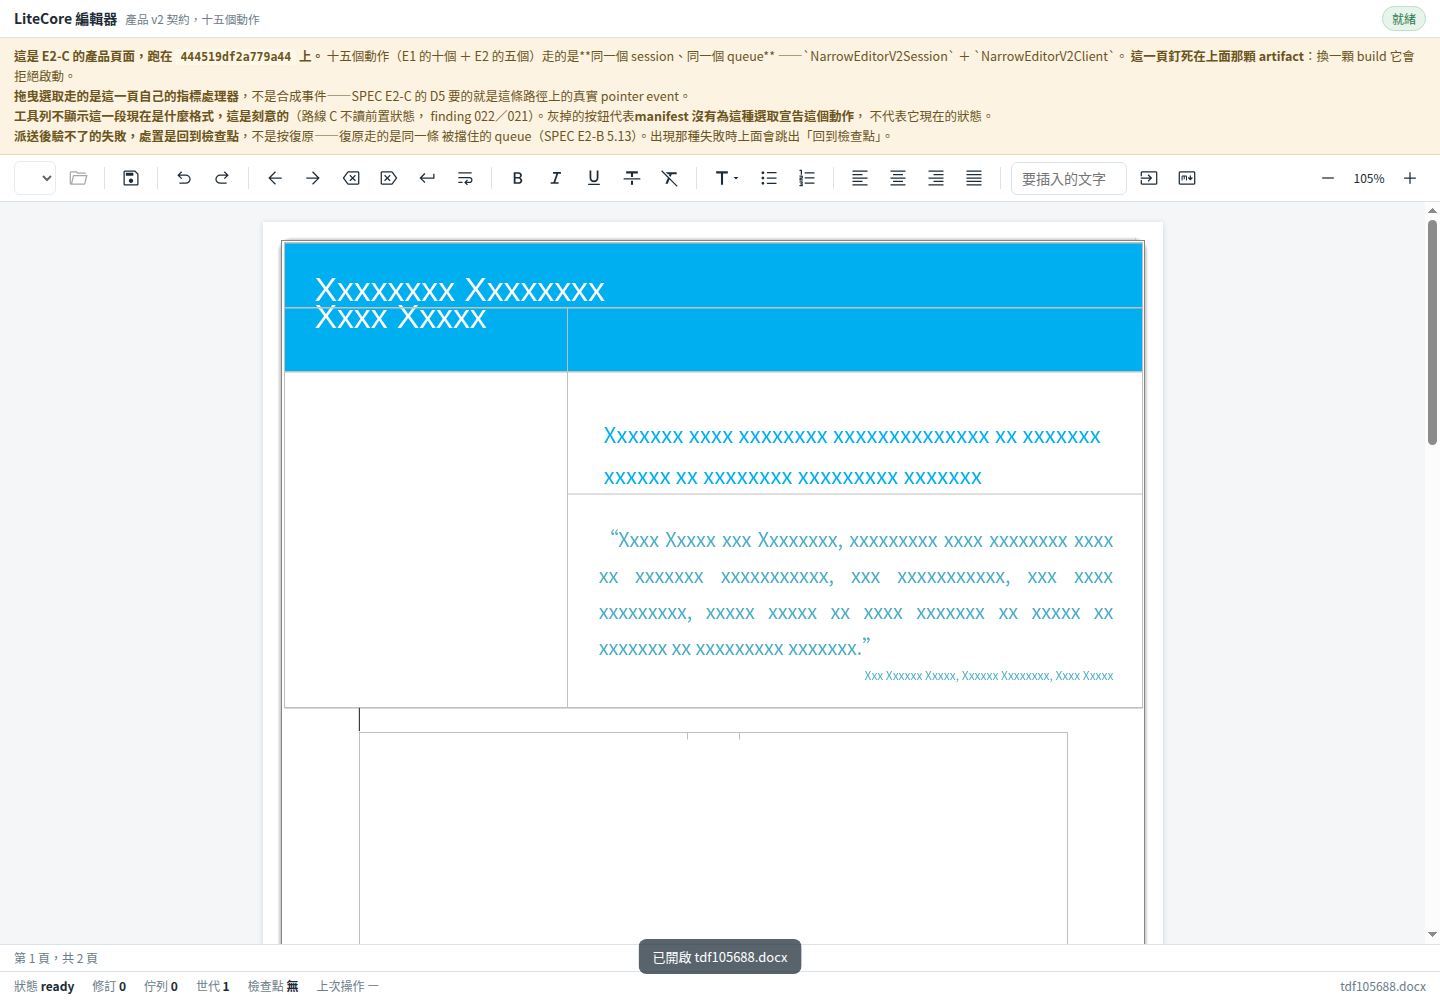 LiteCore 編輯器 產品 v2 契約，十五個動作 就緒
這是 E2-C 的產品頁面，跑在 444519df2a779a44 上。 十五個動作（E1 的十個 ＋ E2 的五個）走的是**同一個 session、同一個 queue** ——`NarrowEditorV2Session` ＋ `NarrowEditorV2Client`。 這一頁釘死在上面那顆 artifact：換一顆 build 它會
拒絕啟動。
拖曳選取走的是這一頁自己的指標處理器，不是合成事件——SPEC E2-C 的 D5 要的就是這條路徑上的真實 pointer event。
工具列不顯示這一段現在是什麼格式，這是刻意的（路線 C 不讀前置狀態， finding 022／021）。灰掉的按鈕代表manifest 沒有為這種選取宣告這個動作， 不代表它現在的狀態。
派送後驗不了的失敗，處置是回到檢查點，不是按復原——復原走的是同一條 被擋住的 queue（SPEC E2-B 5.13）。出現那種失敗時上面會跳出「回到檢查點」。
要插入的文字 105%
Xxxxxxxx Xxxxxxxx
Xxxx Xxxxx
Xxxxxxx xxxx xxxxxxxx xxxxxxxxxxxxxx xx xxxxxxx
xxxxxx xx xxxxxxxx xxxxxxxxx xxxxxxx
“Xxxx Xxxxx xxx Xxxxxxxx, xxxxxxxxx xxxx xxxxxxxx xxxx
xx xxxxxxx xxxxxxxxxxx, xxx xxxxxxxxxxx, xxx xxxx
xxxxxxxxx, xxxxx xxxxx xx xxxx xxxxxxx xx xxxxx xx
xxxxxxx xx xxxxxxxxx xxxxxxx.”
Xxx Xxxxxx Xxxxx, Xxxxxx Xxxxxxxx, Xxxx Xxxxx
第 1 頁，共 2 頁
已開啟 tdf105688.docx
狀態 ready 修訂 0 佇列 0 世代 1 檢查點 無 上次操作 — tdf105688.docx